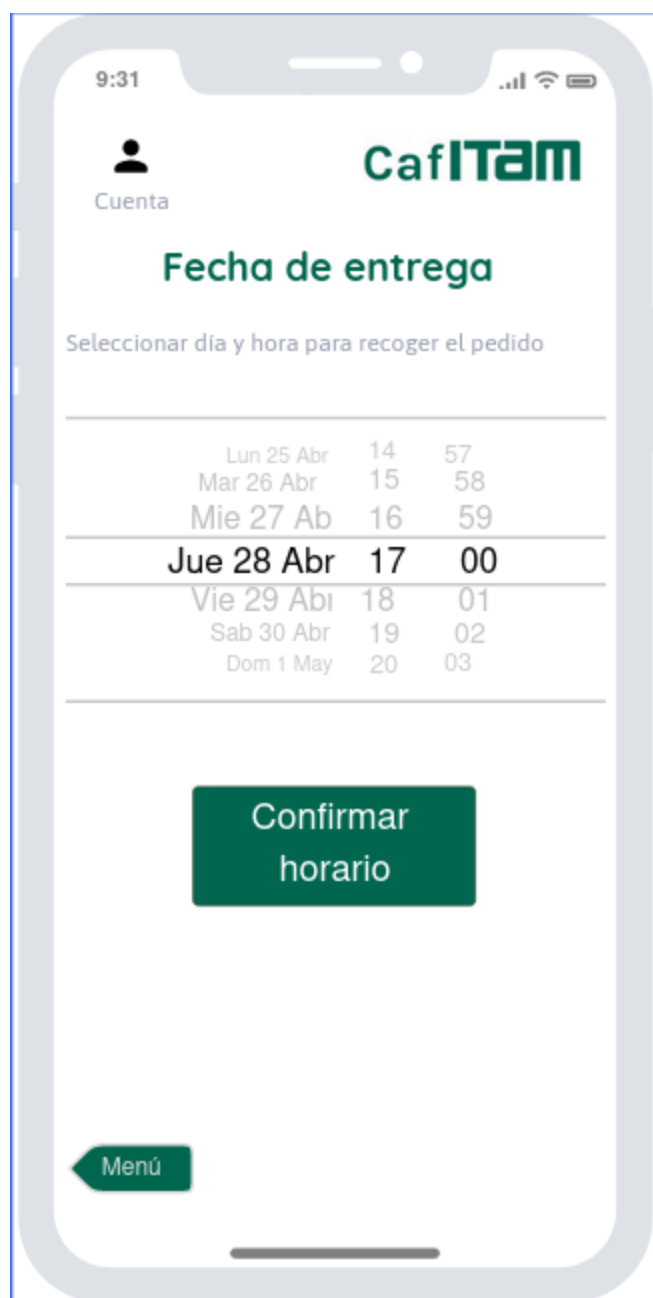 9:31
Cuenta
CafITam
Fecha de entrega
Seleccionar día y hora para recoger el pedido
Lun 25 Abr 14 57
Mar 26 Abr 15 58
Mie 27 Ab 16 59
Jue 28 Abr 17 00
Vie 29 Abr 18 01
Sab 30 Abr 19 02
Dom 1 May 20 03
Confirmar
horario
Menú